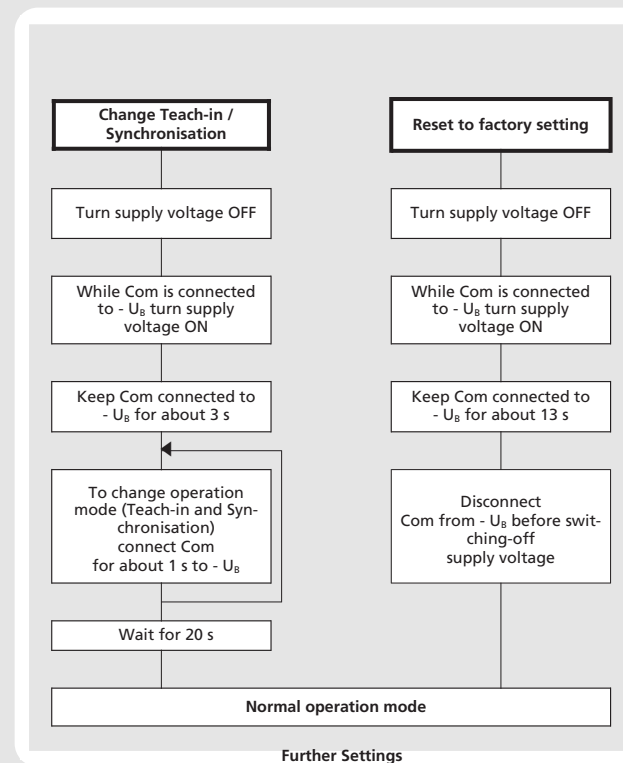 Change Teach-in /
Synchronisation
Turn supply voltage OFF
While Com is connected
to - U_B turn supply
voltage ON
Keep Com connected to
- U_B for about 3 s
To change operation
mode (Teach-in and Syn-
chronisation)
connect Com
for about 1 s to - U_B
Wait for 20 s
Reset to factory setting
Turn supply voltage OFF
While Com is connected
to - U_B turn supply
voltage ON
Keep Com connected to
- U_B for about 13 s
Disconnect
Com from - U_B before swit-
ching-off
supply voltage
Normal operation mode
Further Settings